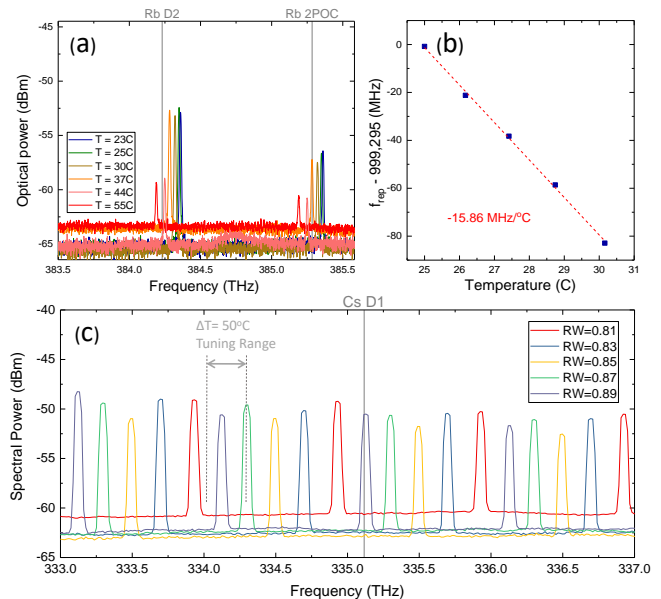 Rb D2 Rb 2POC
(a)
-45
-50
-55
-60
-65
Optical power (dBm)
T = 23C
T = 25C
T = 30C
T = 37C
T = 44C
T = 55C
383.5 384.0 384.5 385.0 385.5
Frequency (THz)
(b)
0
-20
-40
-60
-80
f_rep - 999,295 (MHz)
-15.86 MHz/ºC
25 26 27 28 29 30 31
Temperature (C)
Cs D1
(c)
-40
-50
-60
-65
Spectral Power (dBm)
ΔT= 50ºC
Tuning Range
RW=0.81
RW=0.83
RW=0.85
RW=0.87
RW=0.89
333.0 333.5 334.0 334.5 335.0 335.5 336.0 336.5 337.0
Frequency (THz)